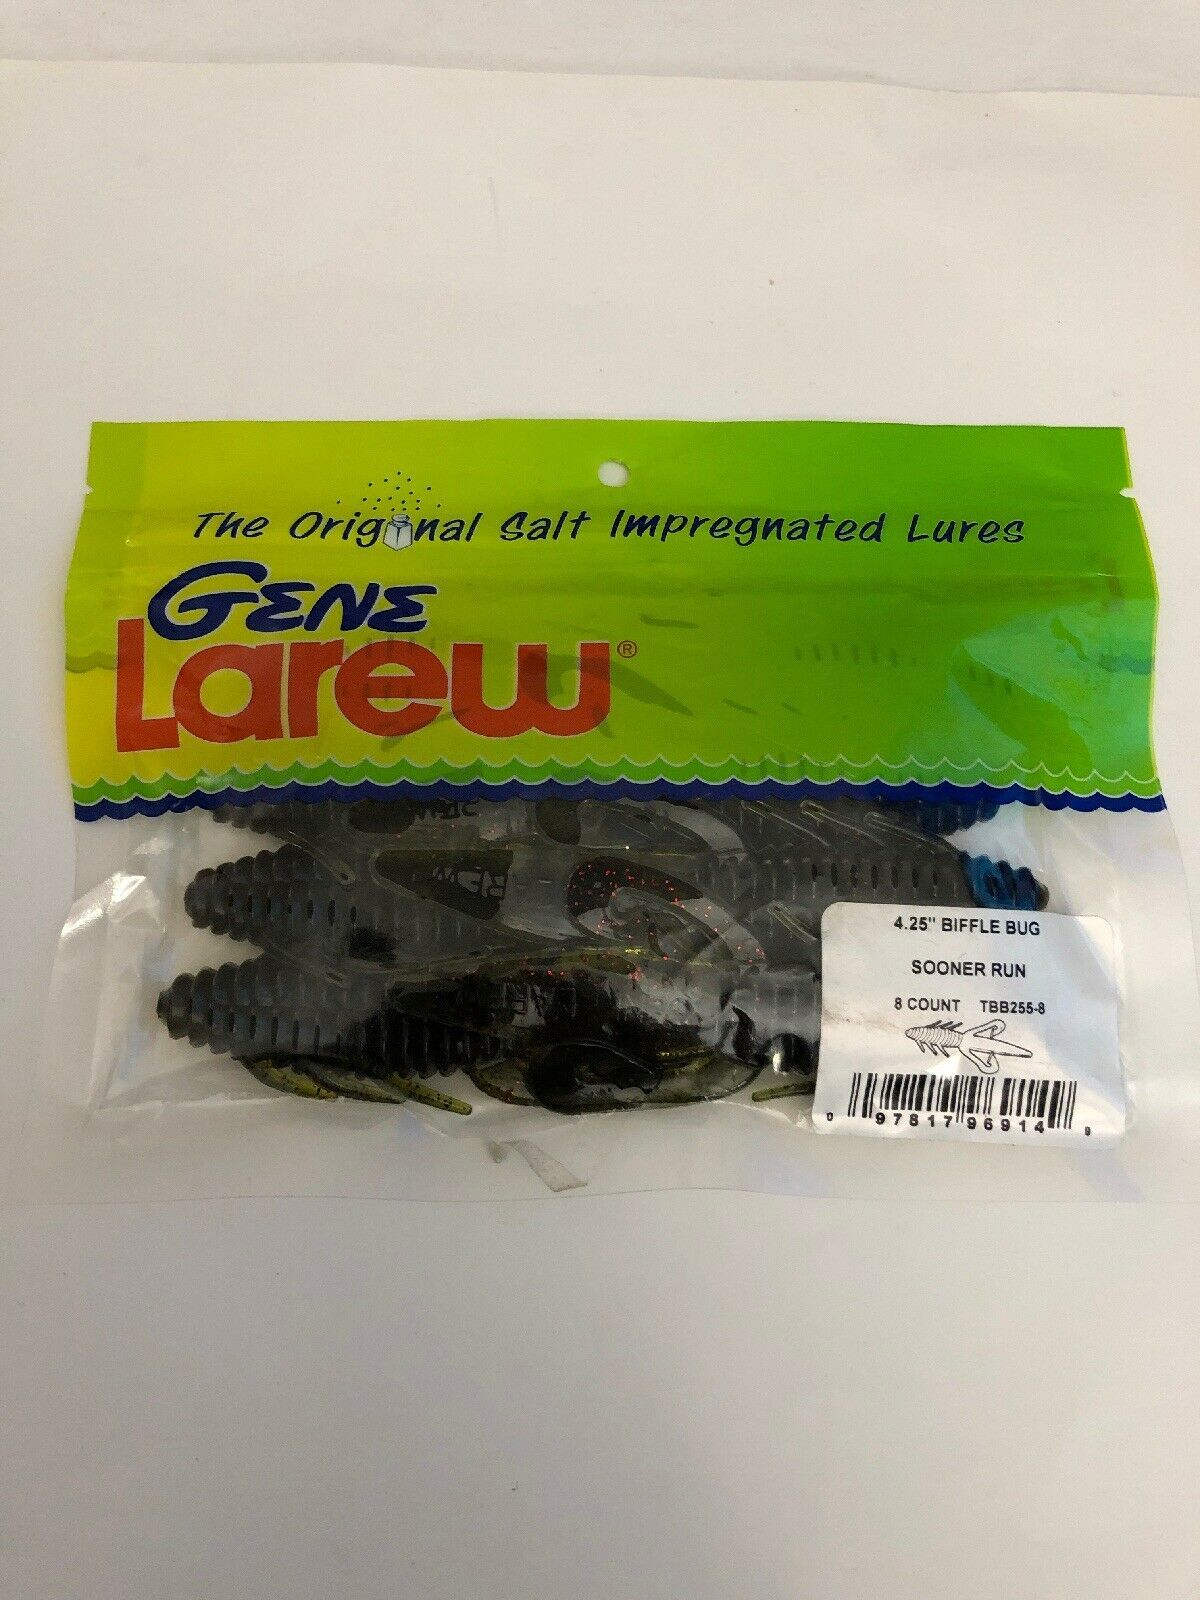 The Original Salt Impregnated Lures
GENE
Larew®
4.25" BIFFLE BUG
SOONER RUN
8 COUNT TBB255-8
0 97817 96914 9